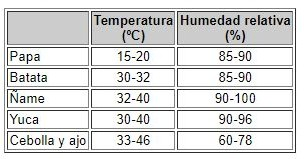 Temperatura Humedad relativa
(ºC) (%)
Papa 15-20 85-90
Batata 30-32 85-90
Ñame 32-40 90-100
Yuca 30-40 90-96
Cebolla y ajo 33-46 60-78